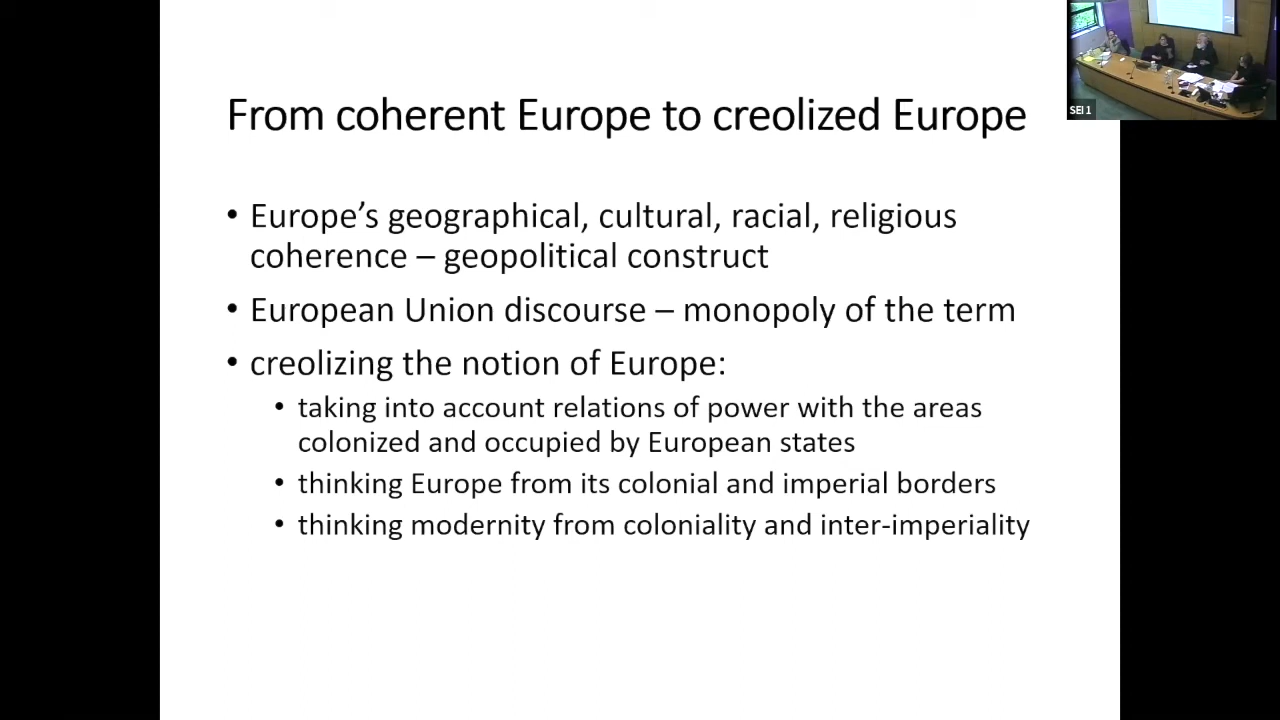 From coherent Europe to creolized Europe
• Europe’s geographical, cultural, racial, religious
coherence – geopolitical construct
• European Union discourse – monopoly of the term
• creolizing the notion of Europe:
• taking into account relations of power with the areas
colonized and occupied by European states
• thinking Europe from its colonial and imperial borders
• thinking modernity from coloniality and inter-imperiality
SEI 1